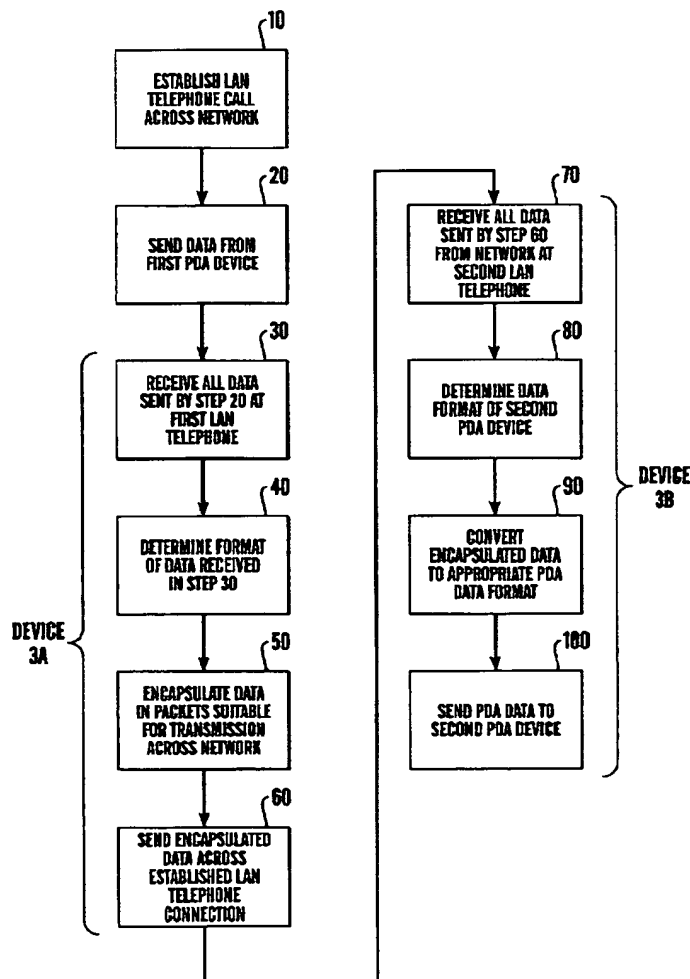 10
ESTABLISH LAN
TELEPHONE CALL
ACROSS NETWORK
20
SEND DATA FROM
FIRST PDA DEVICE
30
RECEIVE ALL DATA
SENT BY STEP 20 AT
FIRST LAN
TELEPHONE
40
DETERMINE FORMAT
OF DATA RECEIVED
IN STEP 30
DEVICE
3A
50
ENCAPSULATE DATA
IN PACKETS SUITABLE
FOR TRANSMISSION
ACROSS NETWORK
60
SEND ENCAPSULATED
DATA ACROSS
ESTABLISHED LAN
TELEPHONE
CONNECTION
70
RECEIVE ALL DATA
SENT BY STEP 60
FROM NETWORK AT
SECOND LAN
TELEPHONE
80
DETERMINE DATA
FORMAT OF SECOND
PDA DEVICE
DEVICE
3B
90
CONVERT
ENCAPSULATED DATA
TO APPROPRIATE PDA
DATA FORMAT
100
SEND PDA DATA TO
SECOND PDA DEVICE